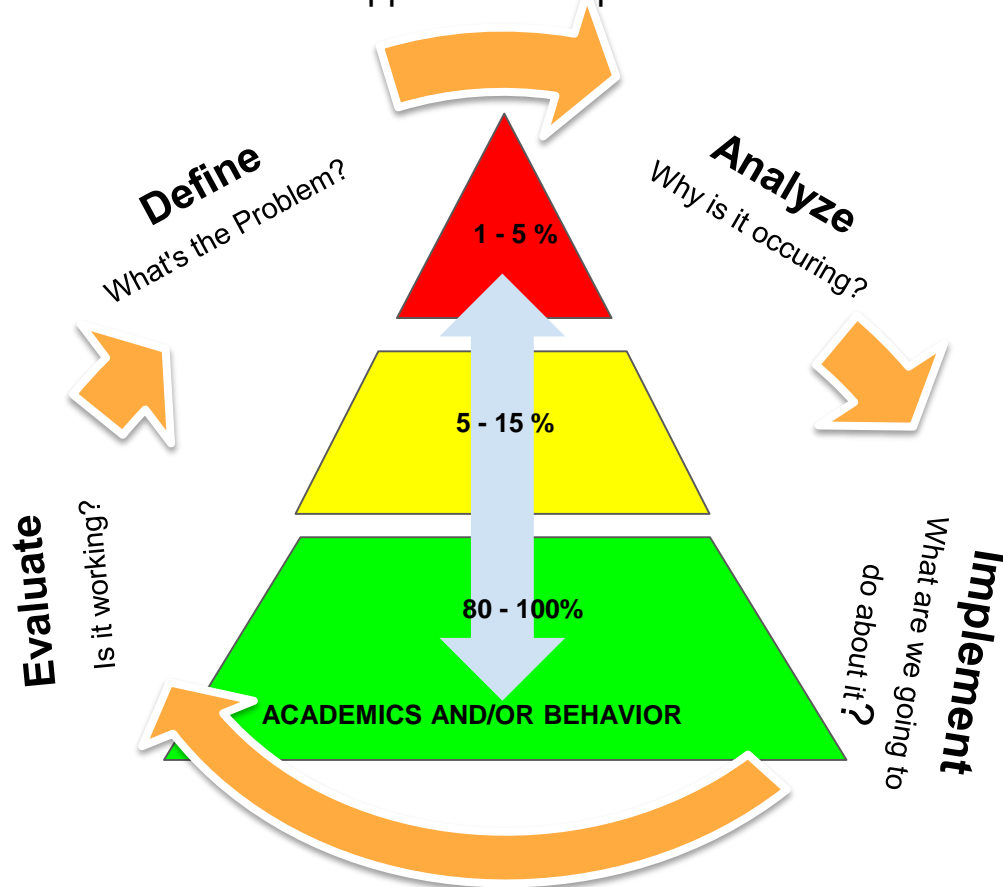 Define
What's the Problem?
Analyze
Why is it occuring?
1 - 5 %
5 - 15 %
80 - 100%
ACADEMICS AND/OR BEHAVIOR
Implement
What are we going to
do about it?
Evaluate
Is it working?